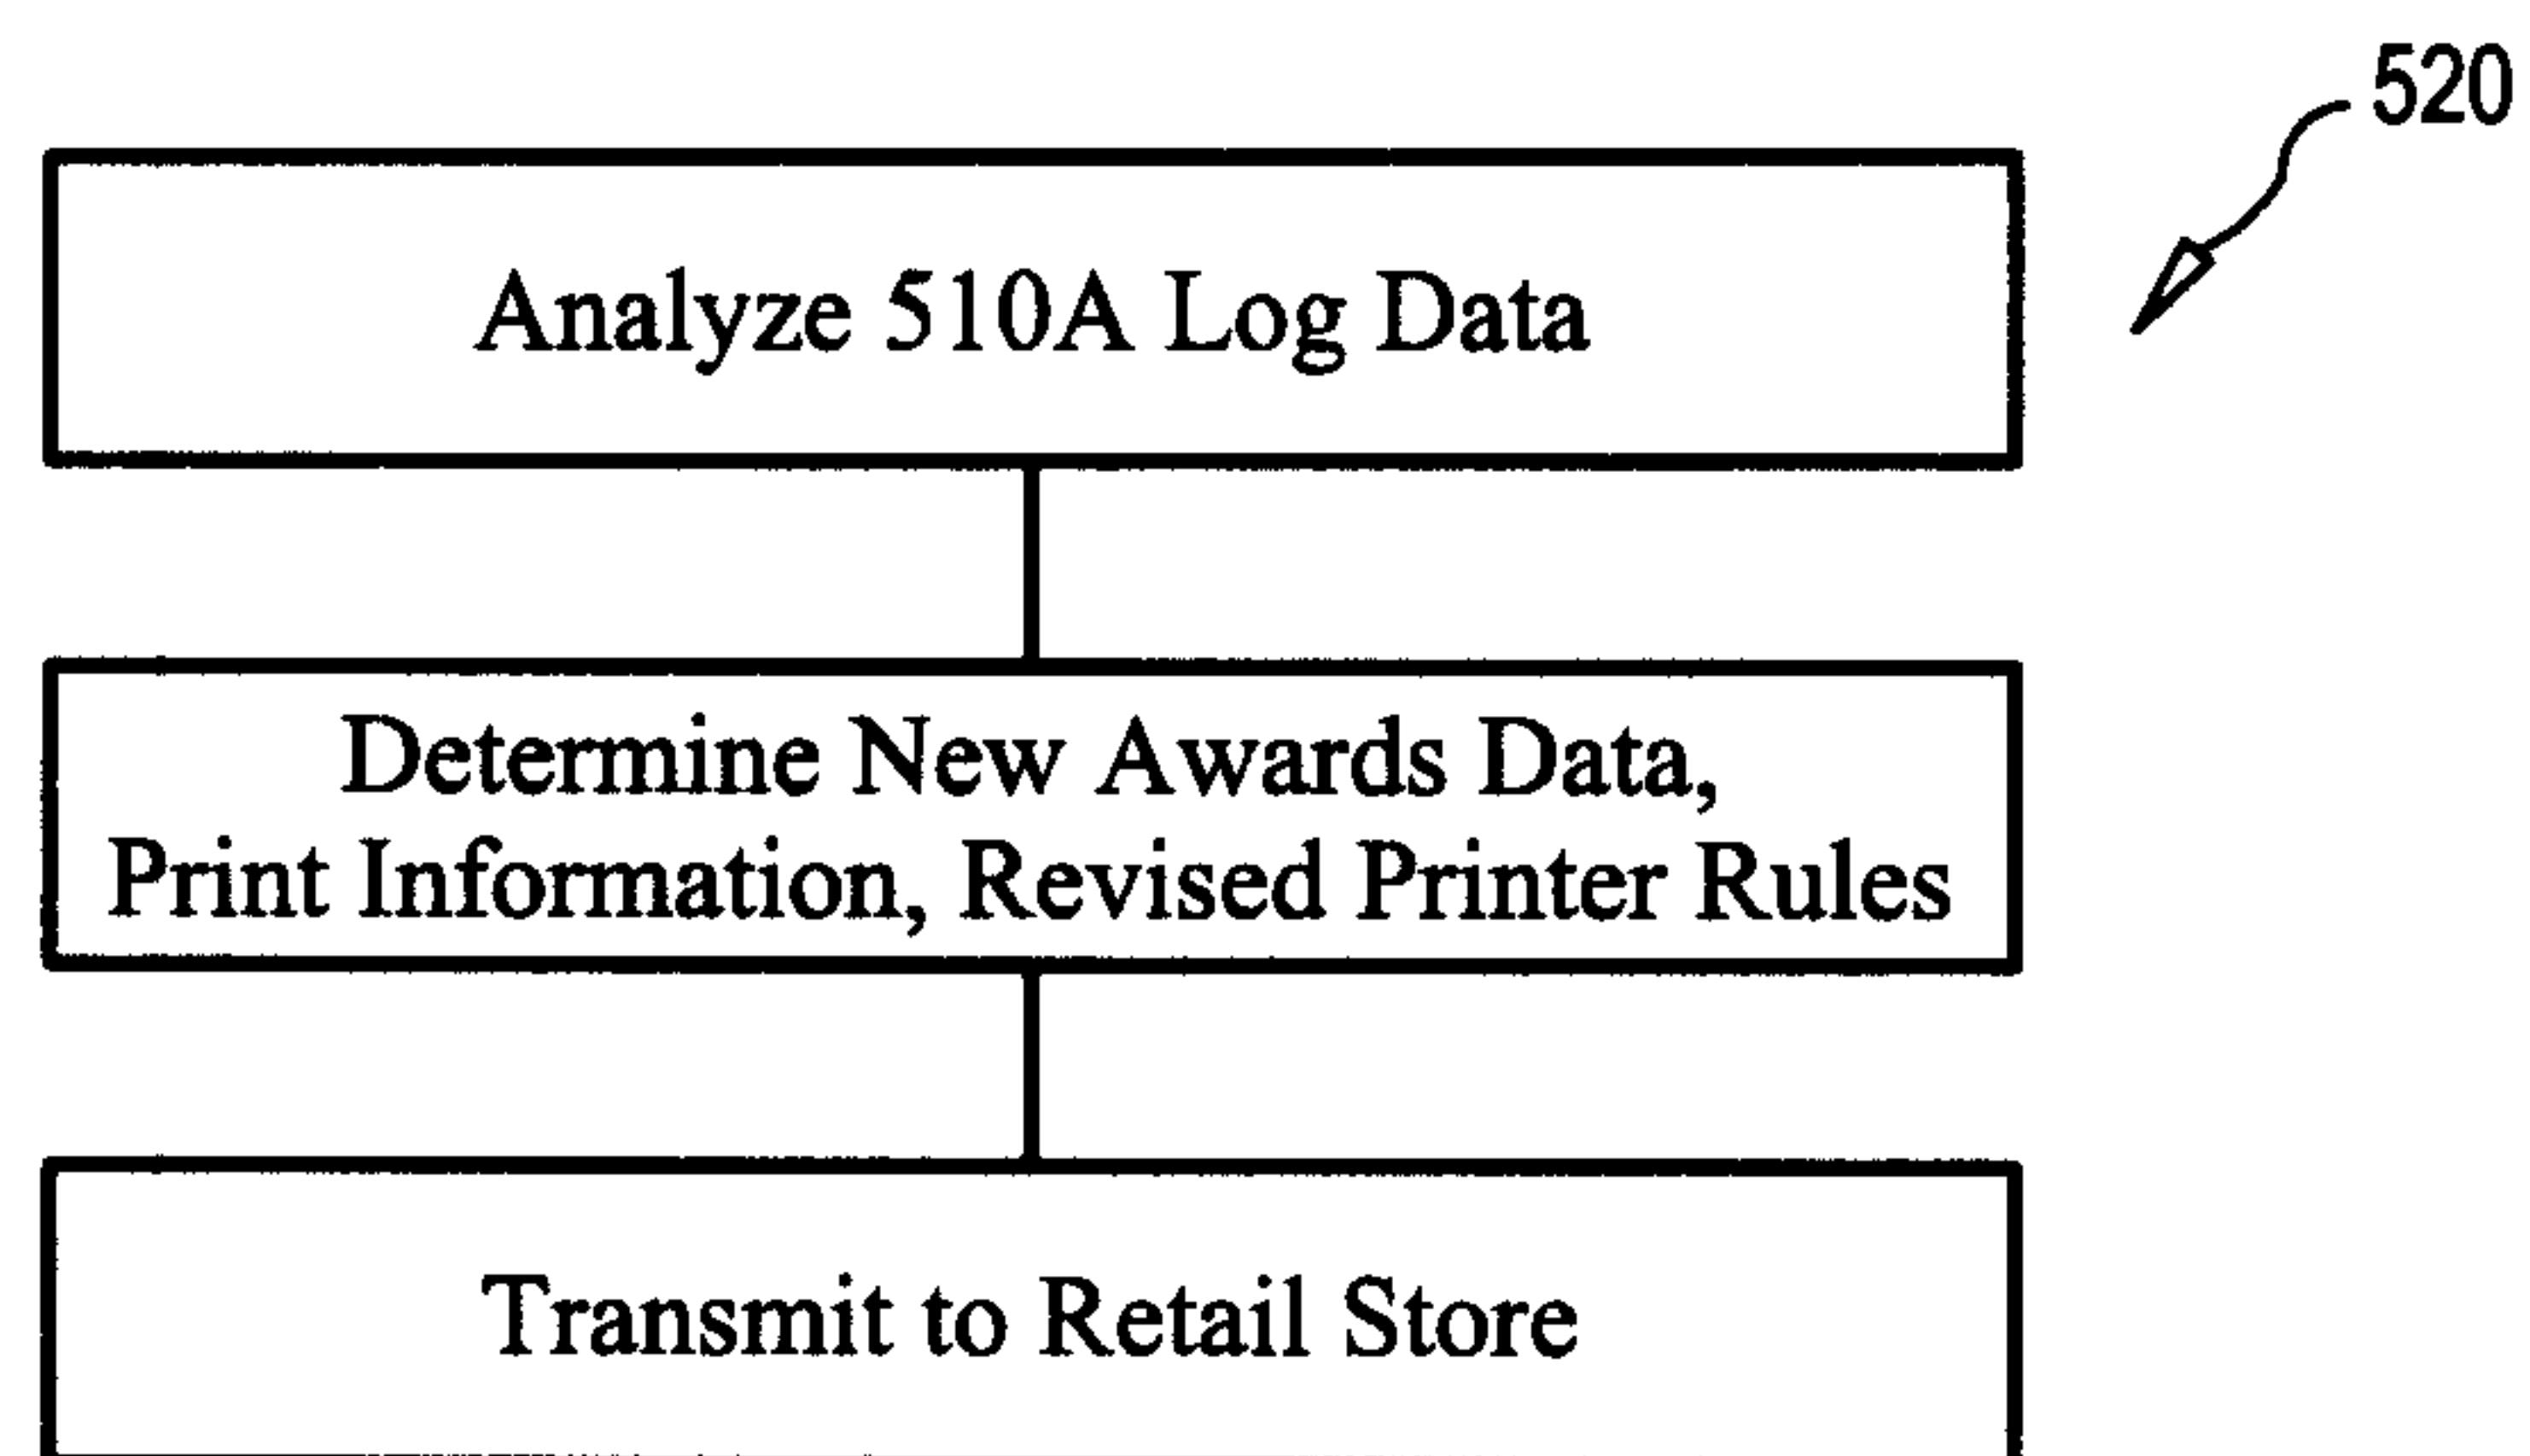 520
Analyze 510A Log Data
Determine New Awards Data,
Print Information, Revised Printer Rules
Transmit to Retail Store